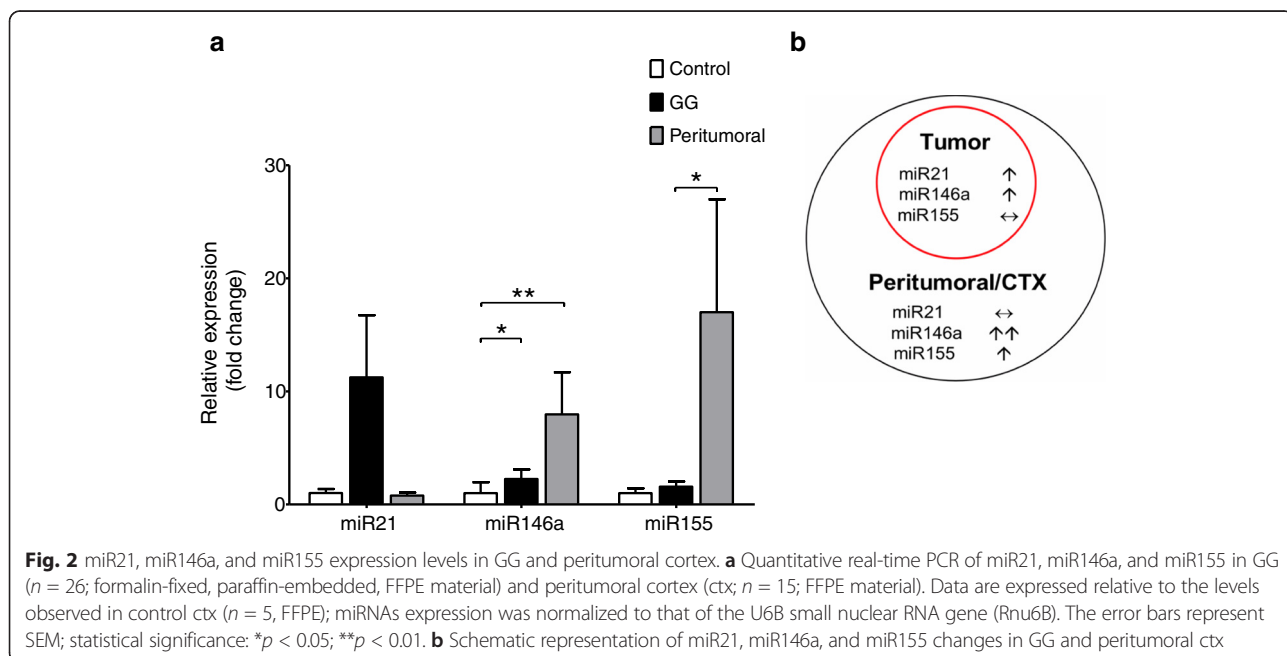 a
b
Control
GG
Peritumoral
Relative expression
(fold change)
30
20
10
0
*
**
*
miR21 miR146a miR155
Tumor
miR21 ↑
miR146a ↑
miR155 ↔
Peritumoral/CTX
miR21 ↔
miR146a ↑↑
miR155 ↑
Fig. 2 miR21, miR146a, and miR155 expression levels in GG and peritumoral cortex. a Quantitative real-time PCR of miR21, miR146a, and miR155 in GG
(n = 26; formalin-fixed, paraffin-embedded, FFPE material) and peritumoral cortex (ctx; n = 15; FFPE material). Data are expressed relative to the levels
observed in control ctx (n = 5, FFPE); miRNAs expression was normalized to that of the U6B small nuclear RNA gene (Rnu6B). The error bars represent
SEM; statistical significance: *p < 0.05; **p < 0.01. b Schematic representation of miR21, miR146a, and miR155 changes in GG and peritumoral ctx